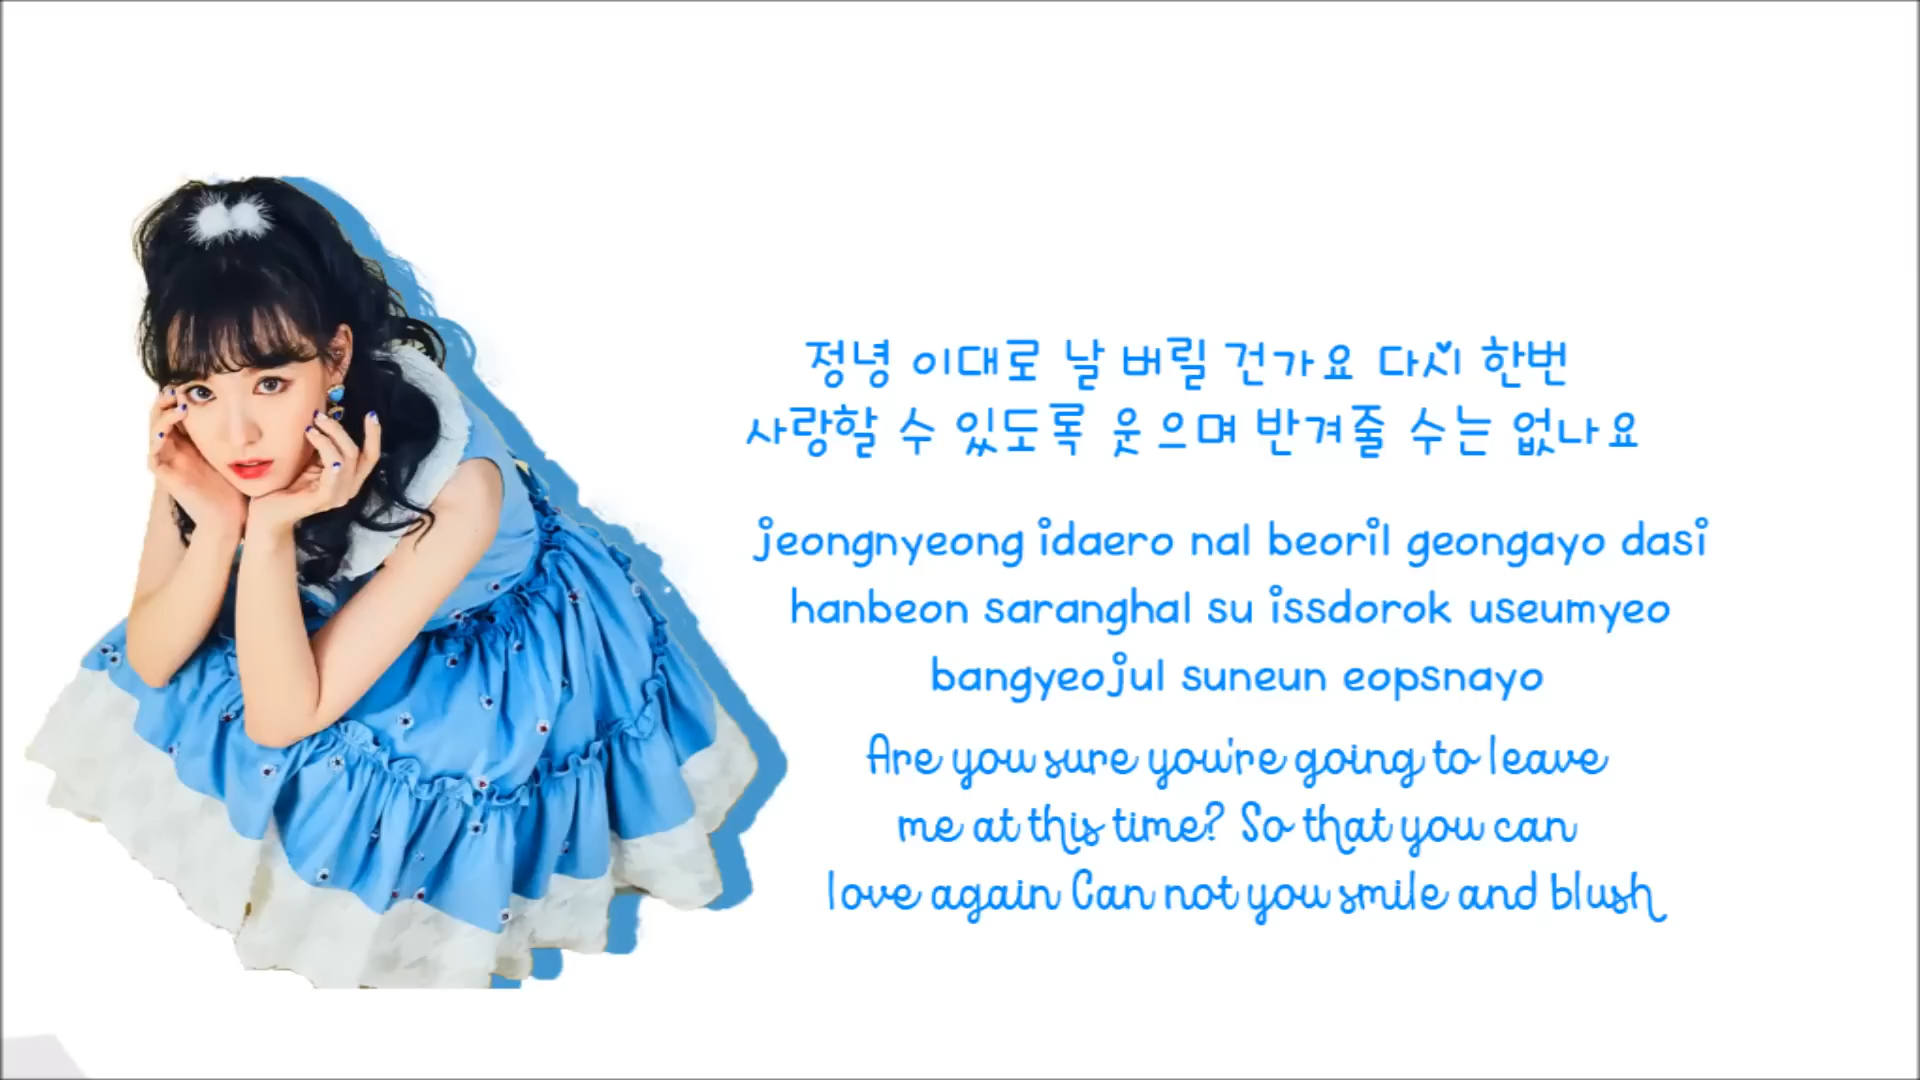 정녕 이대로 날 버릴 건가요 다시 한번
사랑할 수 있도록 웃으며 반겨줄 수는 없나요
jeongnyeong idaero nal beoril geongayo dasi
hanbeon saranghal su issdorok useumyeo
bangyeojul suneun eopsnayo
Are you sure you're going to leave
me at this time? So that you can
love again Can not you smile and blush